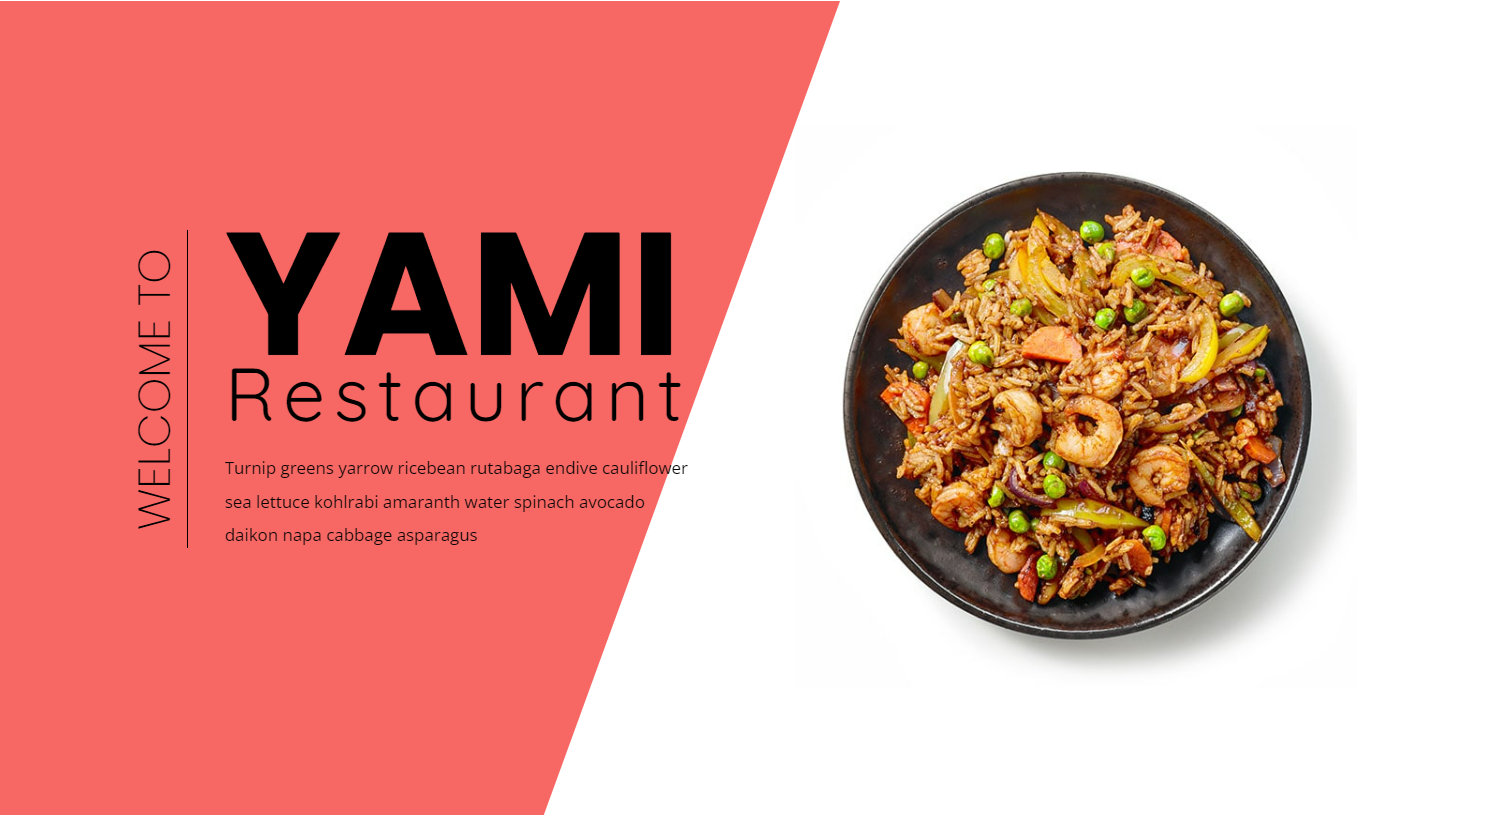 WELCOME TO
YAMI
Restaurant
Turnip greens yarrow ricebean rutabaga endive cauliflower
sea lettuce kohlrabi amaranth water spinach avocado
daikon napa cabbage asparagus